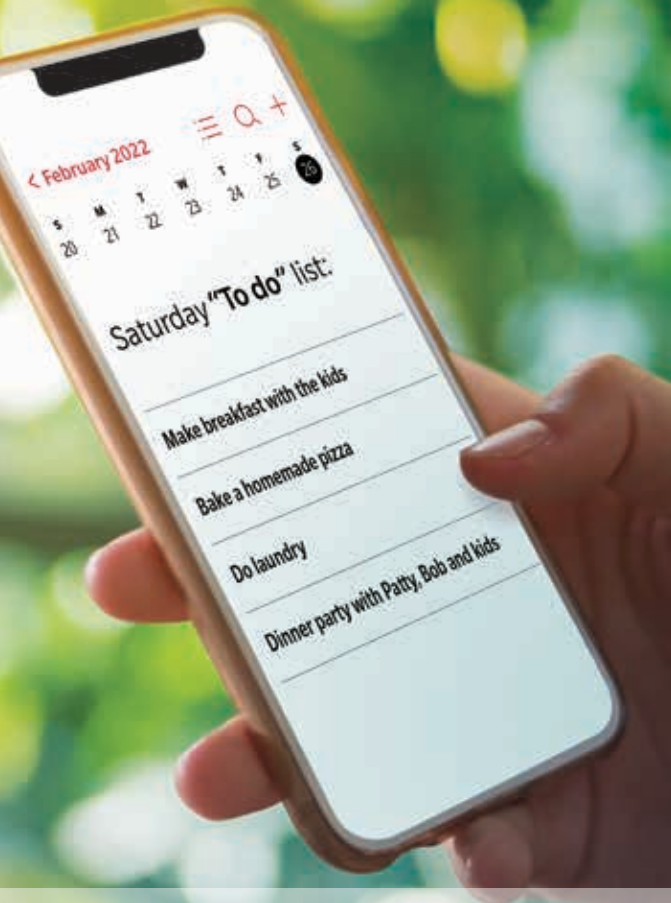 < February 2022
S M T W T F S
20 21 22 23 24 25 26
Saturday "To do" list:
Make breakfast with the kids
Bake a homemade pizza
Do laundry
Dinner party with Patty, Bob and kids